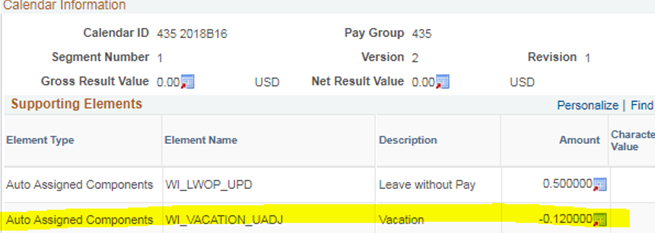 Calendar Information
Calendar ID 435 2018B16 Pay Group 435
Segment Number 1 Version 2 Revision 1
Gross Result Value 0.00 USD Net Result Value 0.00 USD
Supporting Elements Personalize | Find
Element Type Element Name Description Amount Characte
Value
Auto Assigned Components WI_LWOP_UPD Leave without Pay 0.500000
Auto Assigned Components WI_VACATION_UADJ Vacation -0.120000